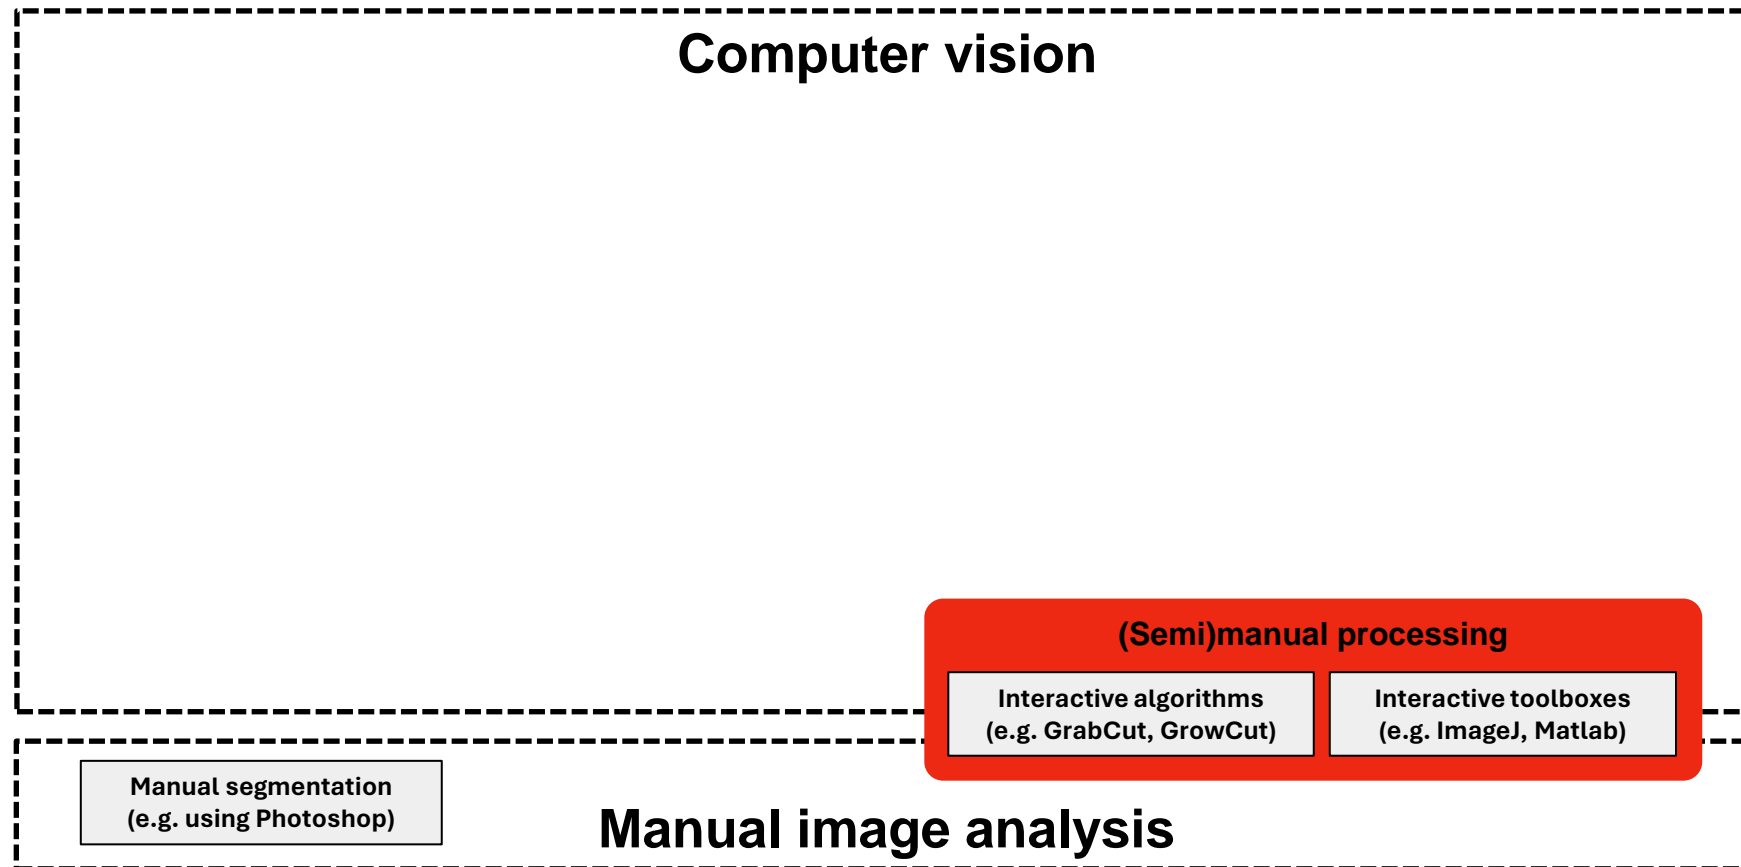 Computer vision
(Semi)manual processing
Interactive algorithms
(e.g. GrabCut, GrowCut)
Interactive toolboxes
(e.g. ImageJ, Matlab)
Manual segmentation
(e.g. using Photoshop)
Manual image analysis